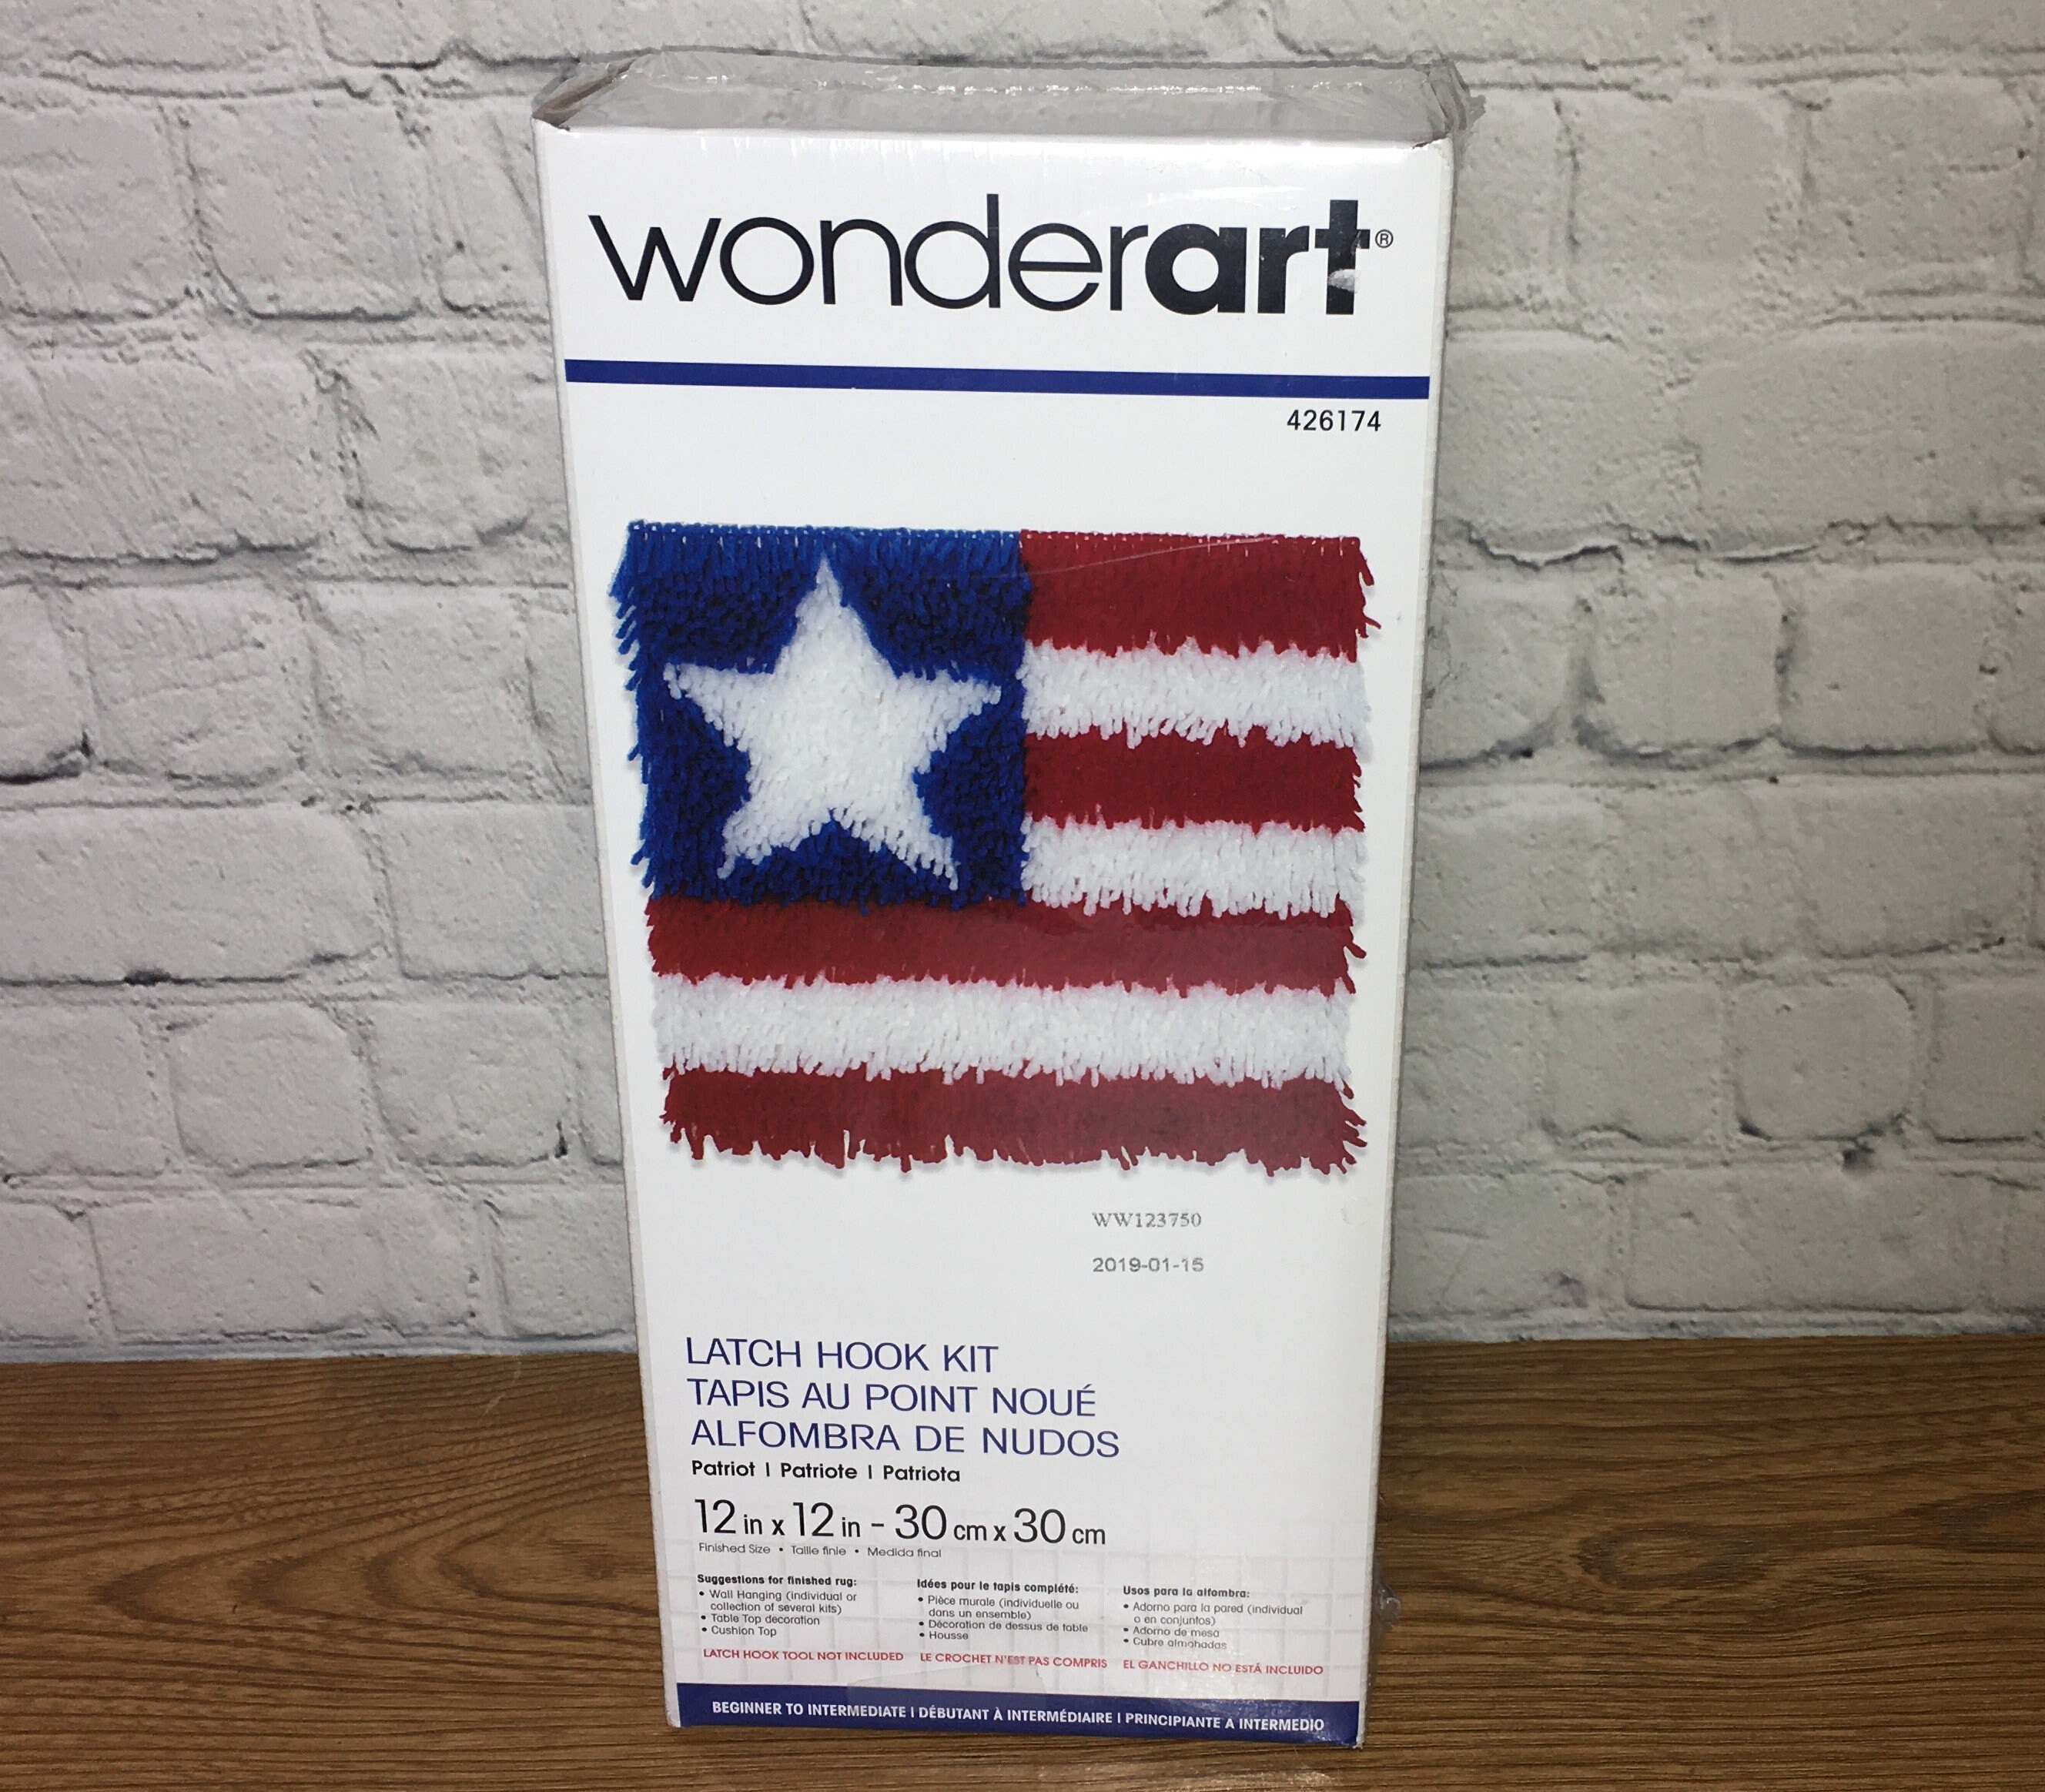 wonderart®
426174
WW123750
2019-01-15
LATCH HOOK KIT
TAPIS AU POINT NOUÉ
ALFOMBRA DE NUDOS
Patriot | Patriote | Patriota
12 in x 12 in - 30 cm x 30 cm
Finished Size • Taille finie • Medida final
Suggestions for finished rug:
• Wall Hanging (individual or
collection of several kits)
• Table Top decoration
• Cushion Top
LATCH HOOK TOOL NOT INCLUDED
Idées pour le tapis complété:
• Pièce murale (individuelle ou
dans un ensemble)
• Décoration de dessus de table
• Housse
LE CROCHET N'EST PAS COMPRIS
Usos para la alfombra:
• Adorno para la pared (individual
o en conjuntos)
• Adorno de mesa
• Cubre almohadas
EL GANCHILLO NO ESTÁ INCLUIDO
BEGINNER TO INTERMEDIATE | DÉBUTANT À INTERMÉDIAIRE | PRINCIPIANTE A INTERMEDIO